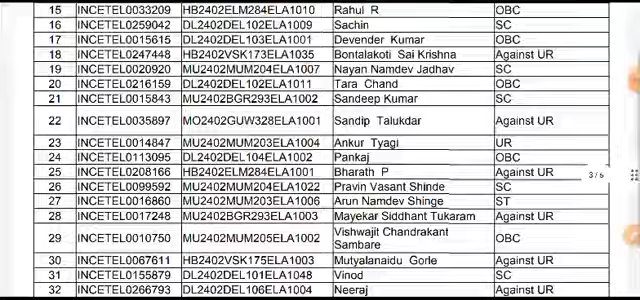 15 INCETEL0033209 HB2402ELM284ELA1010 Rahul R OBC
16 INCETEL0259042 DL2402DEL102ELA1009 Sachin SC
17 INCETEL0015615 DL2402DEL103ELA1001 Devender Kumar OBC
18 INCETEL0247448 HB2402VSK173ELA1035 Bontalakoti Sai Krishna Against UR
19 INCETEL0020920 MU2402MUM204ELA1007 Nayan Namdev Jadhav SC
20 INCETEL0216159 DL2402DEL102ELA1011 Tara Chand OBC
21 INCETEL0015843 MU2402BGR293ELA1002 Sandeep Kumar SC
22 INCETEL0035897 MO2402GUW328ELA1001 Sandip Talukdar Against UR
23 INCETEL0014847 MU2402MUM203ELA1004 Ankur Tyagi UR
24 INCETEL0113095 DL2402DEL104ELA1002 Pankaj OBC
25 INCETEL0208166 HB2402ELM284ELA1001 Bharath P Against UR
3/6
26 INCETEL0099592 MU2402MUM204ELA1022 Pravin Vasant Shinde SC
27 INCETEL0016860 MU2402MUM203ELA1006 Arun Namdev Shinge ST
28 INCETEL0017248 MU2402BGR293ELA1003 Mayekar Siddhant Tukaram Against UR
29 INCETEL0010750 MU2402MUM205ELA1002 Vishwajit Chandrakant Sambare OBC
30 INCETEL0067611 HB2402VSK175ELA1003 Mutyalanaidu Gorle Against UR
31 INCETEL0155879 DL2402DEL101ELA1048 Vinod SC
32 INCETEL0266793 DL2402DEL106ELA1004 Neeraj Against UR